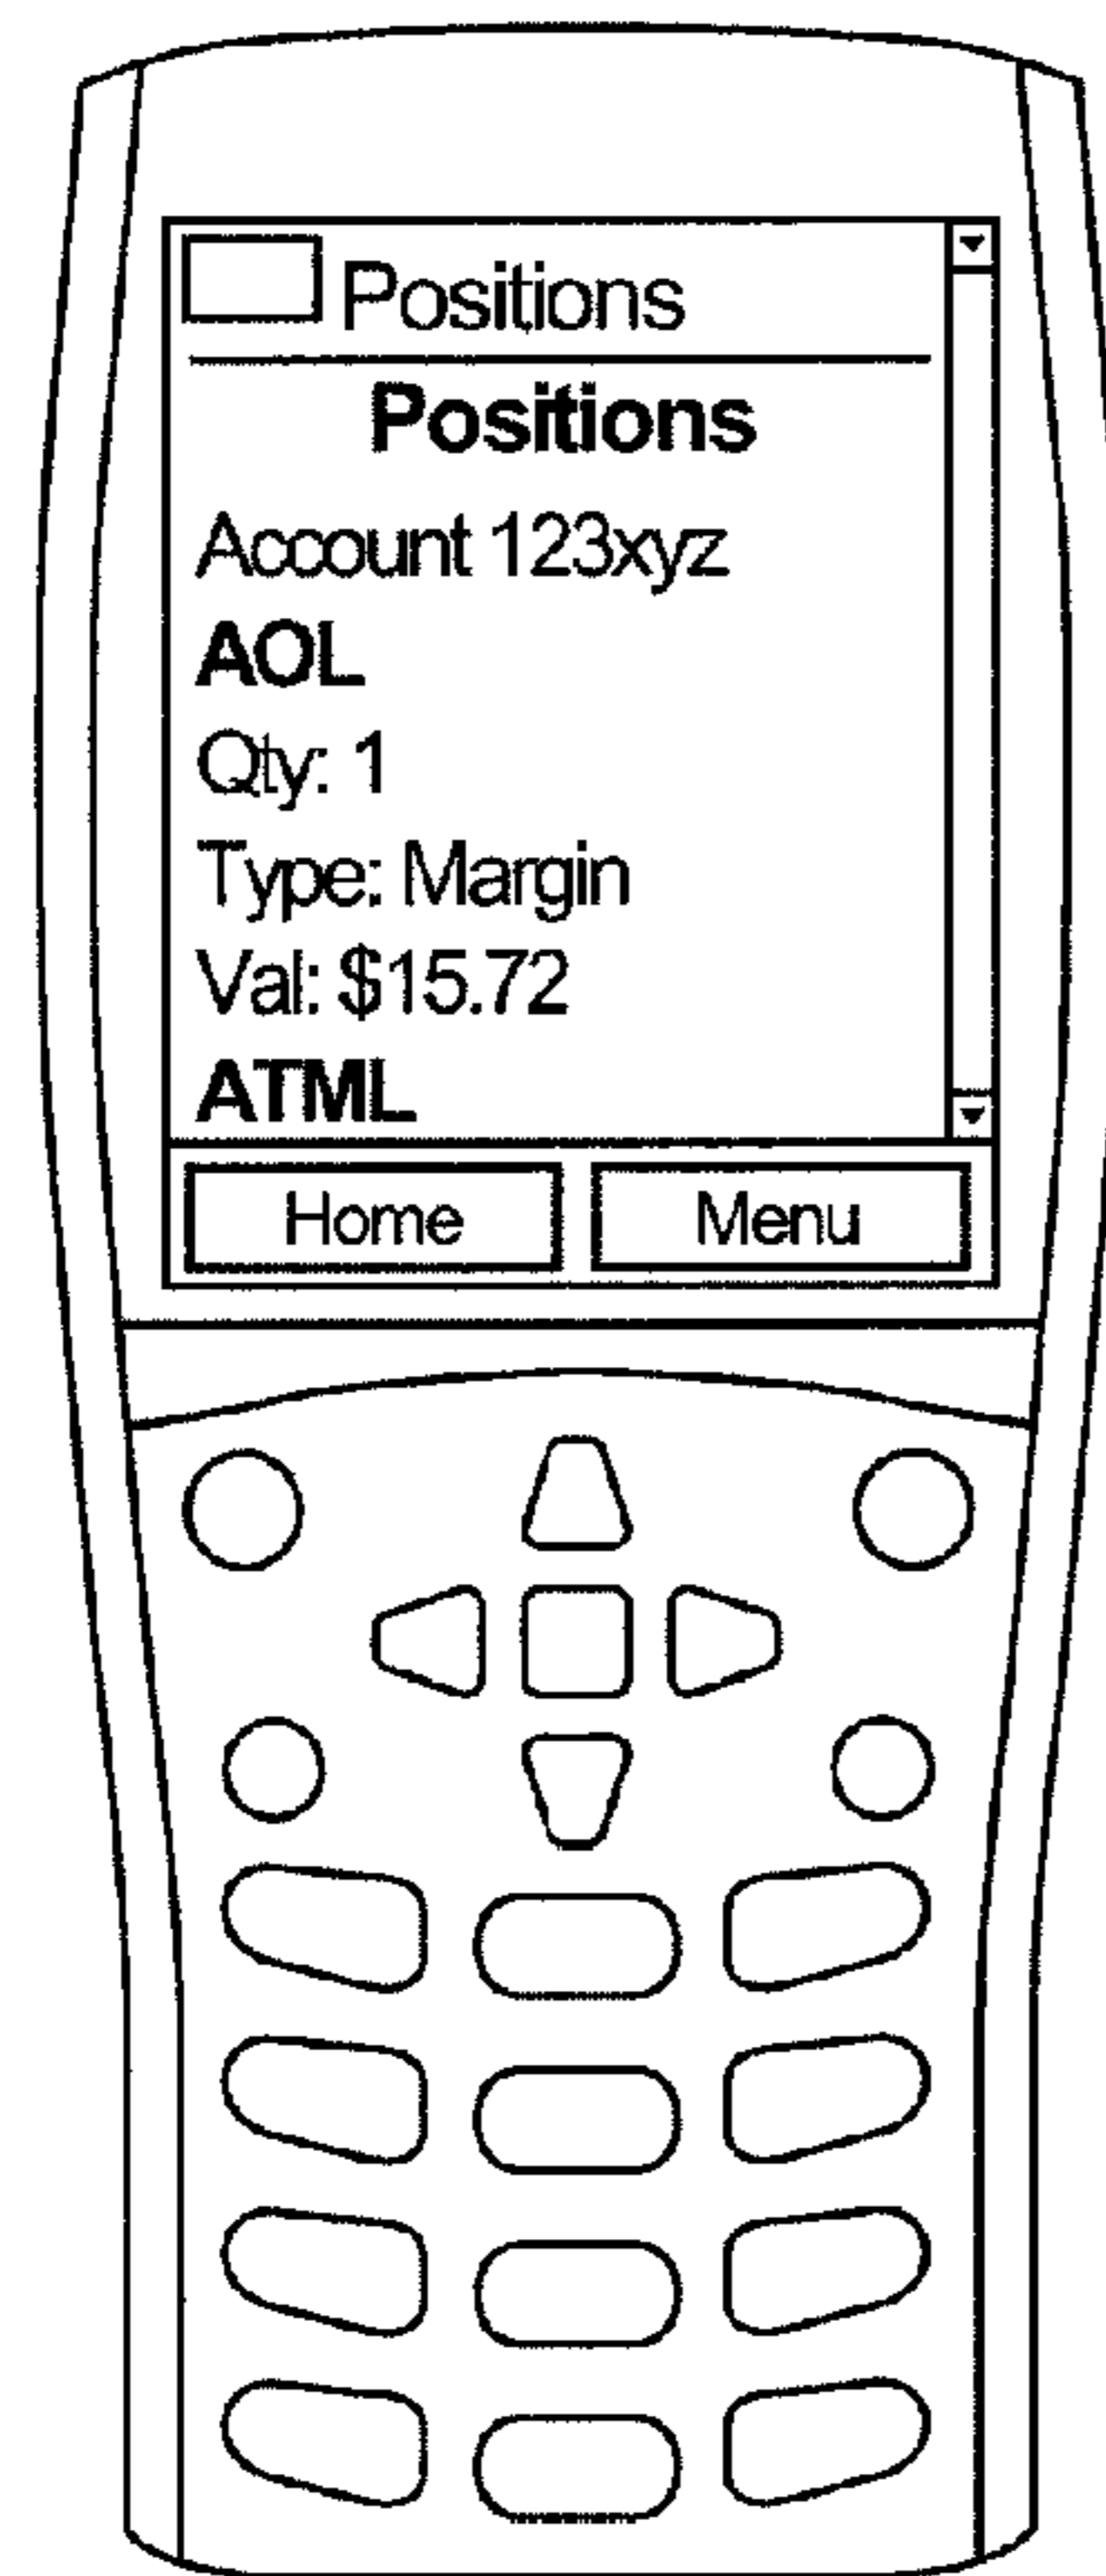 Positions
Positions
Account 123xyz
AOL
Qty: 1
Type: Margin
Val: $15.72
ATML
Home Menu